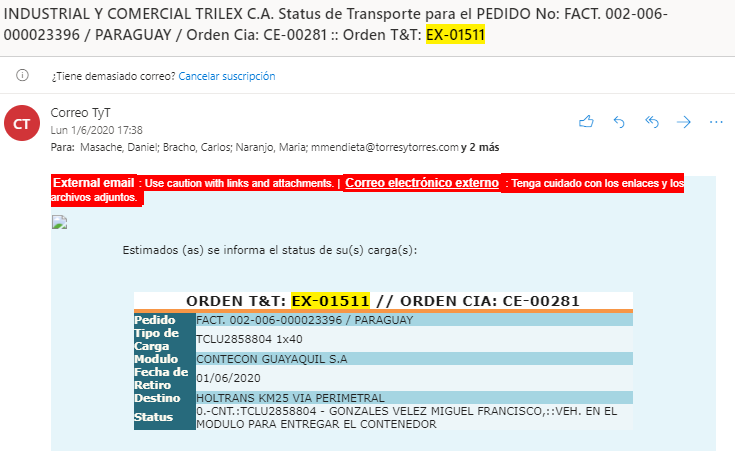 INDUSTRIAL Y COMERCIAL TRILEX C.A. Status de Transporte para el PEDIDO No: FACT. 002-006-
000023396 / PARAGUAY / Orden Cia: CE-00281 :: Orden T&T: EX-01511
¿Tiene demasiado correo? Cancelar suscripción
CT
Correo TyT
Lun 1/6/2020 17:38
Para: Masache, Daniel; Bracho, Carlos; Naranjo, Maria; mmendieta@torresytorres.com y 2 más
External email : Use caution with links and attachments. | Correo electrónico externo : Tenga cuidado con los enlaces y los
archivos adjuntos.
Estimados (as) se informa el status de su(s) carga(s):
ORDEN T&T: EX-01511 // ORDEN CIA: CE-00281
Pedido FACT. 002-006-000023396 / PARAGUAY
Tipo de
Carga TCLU2858804 1x40
Modulo CONTECON GUAYAQUIL S.A
Fecha de
Retiro 01/06/2020
Destino HOLTRANS KM25 VIA PERIMETRAL
Status 0.-CNT.:TCLU2858804 - GONZALES VELEZ MIGUEL FRANCISCO,::VEH. EN EL
MODULO PARA ENTREGAR EL CONTENEDOR